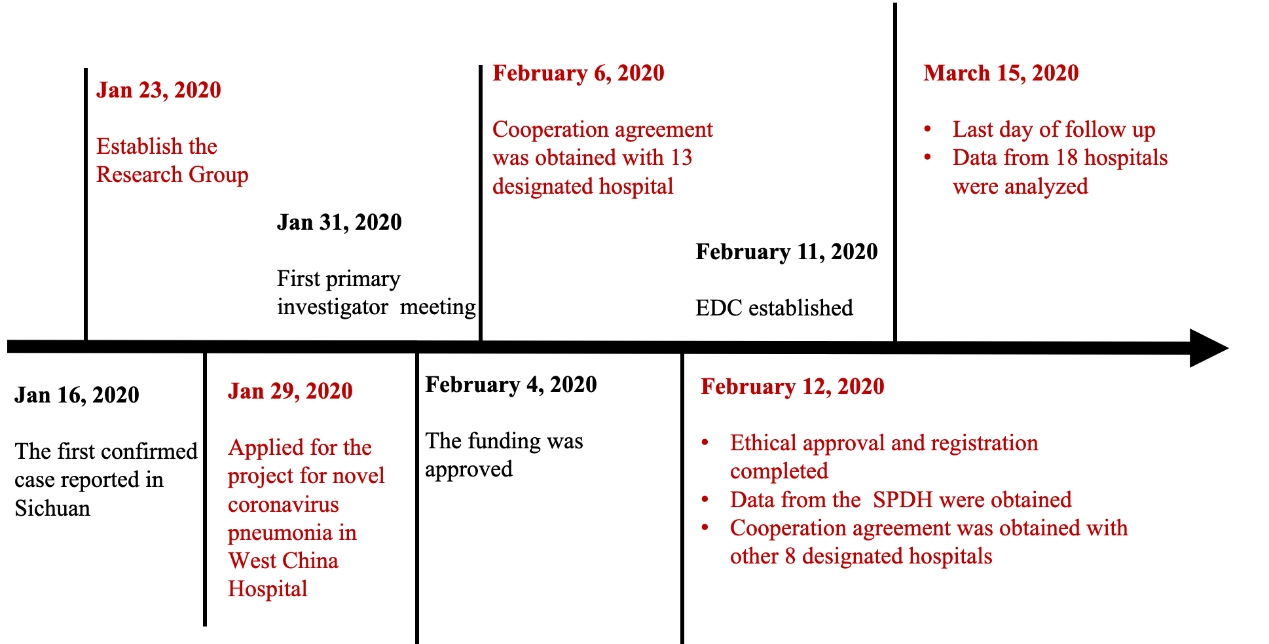 Jan 23, 2020
Establish the
Research Group
Jan 31, 2020
First primary
investigator  meeting
February 6, 2020
Cooperation agreement
was obtained with 13
designated hospital
February 11, 2020
EDC established
March 15, 2020
• Last day of follow up
• Data from 18 hospitals
were analyzed
Jan 16, 2020
The first confirmed
case reported in
Sichuan
Jan 29, 2020
Applied for the
project for novel
coronavirus
pneumonia in
West China
Hospital
February 4, 2020
The funding was
approved
February 12, 2020
• Ethical approval and registration
completed
• Data from the  SPDH were obtained
• Cooperation agreement was obtained with
other 8 designated hospitals